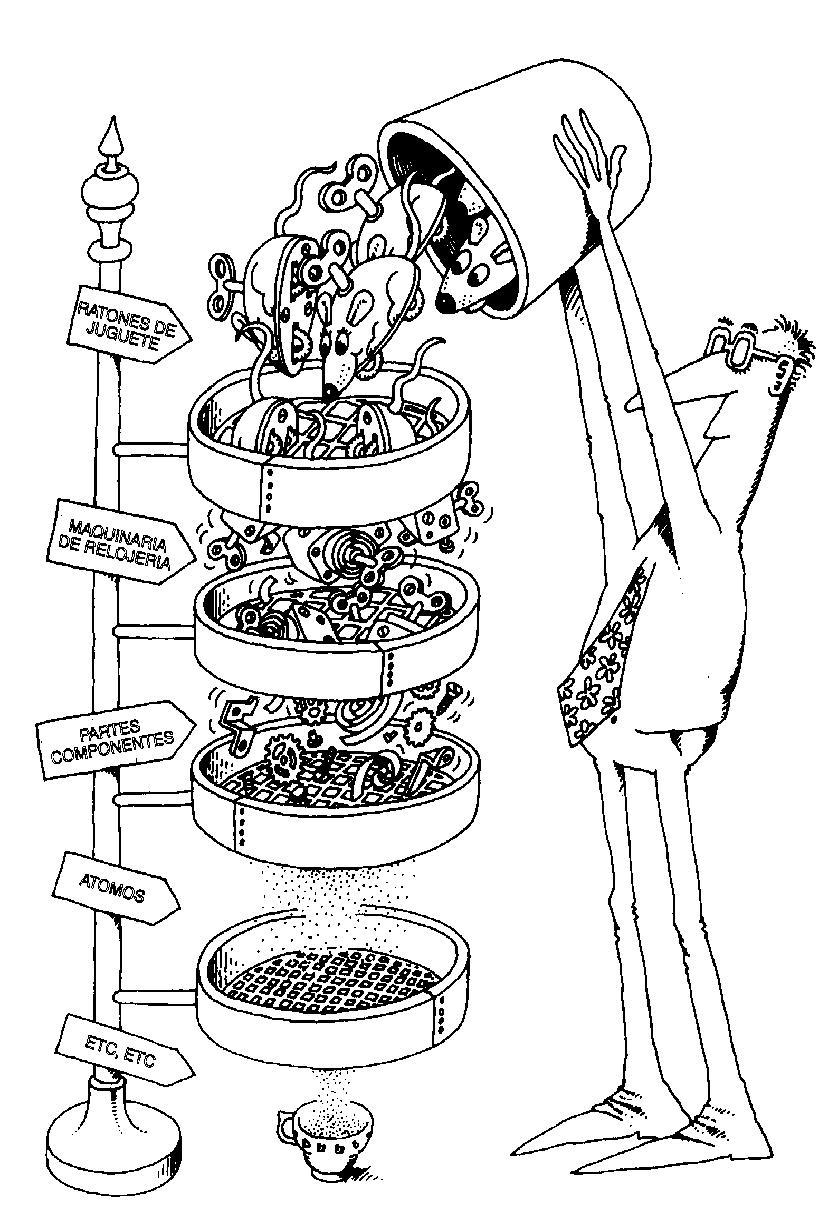 RATONES DE
JUGUETE
MAQUINARIA
DE RELOJERIA
PARTES
COMPONENTES
ATOMOS
ETC, ETC